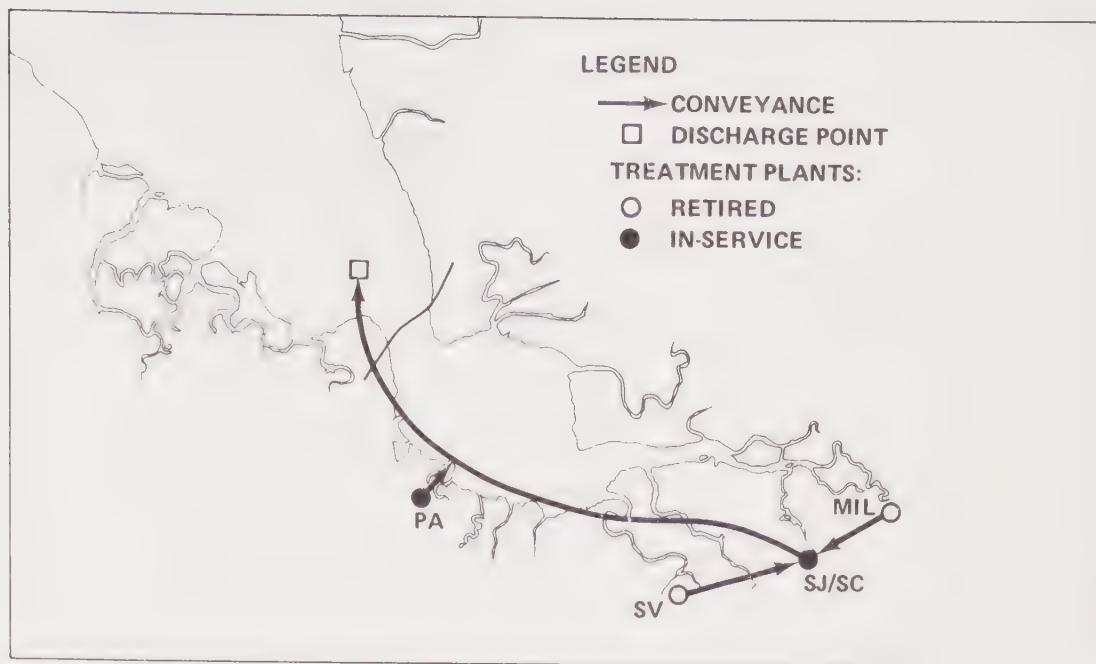 LEGEND
CONVEYANCE
DISCHARGE POINT
TREATMENT PLANTS:
RETIRED
IN-SERVICE
PA
MIL
SJ/SC
SV